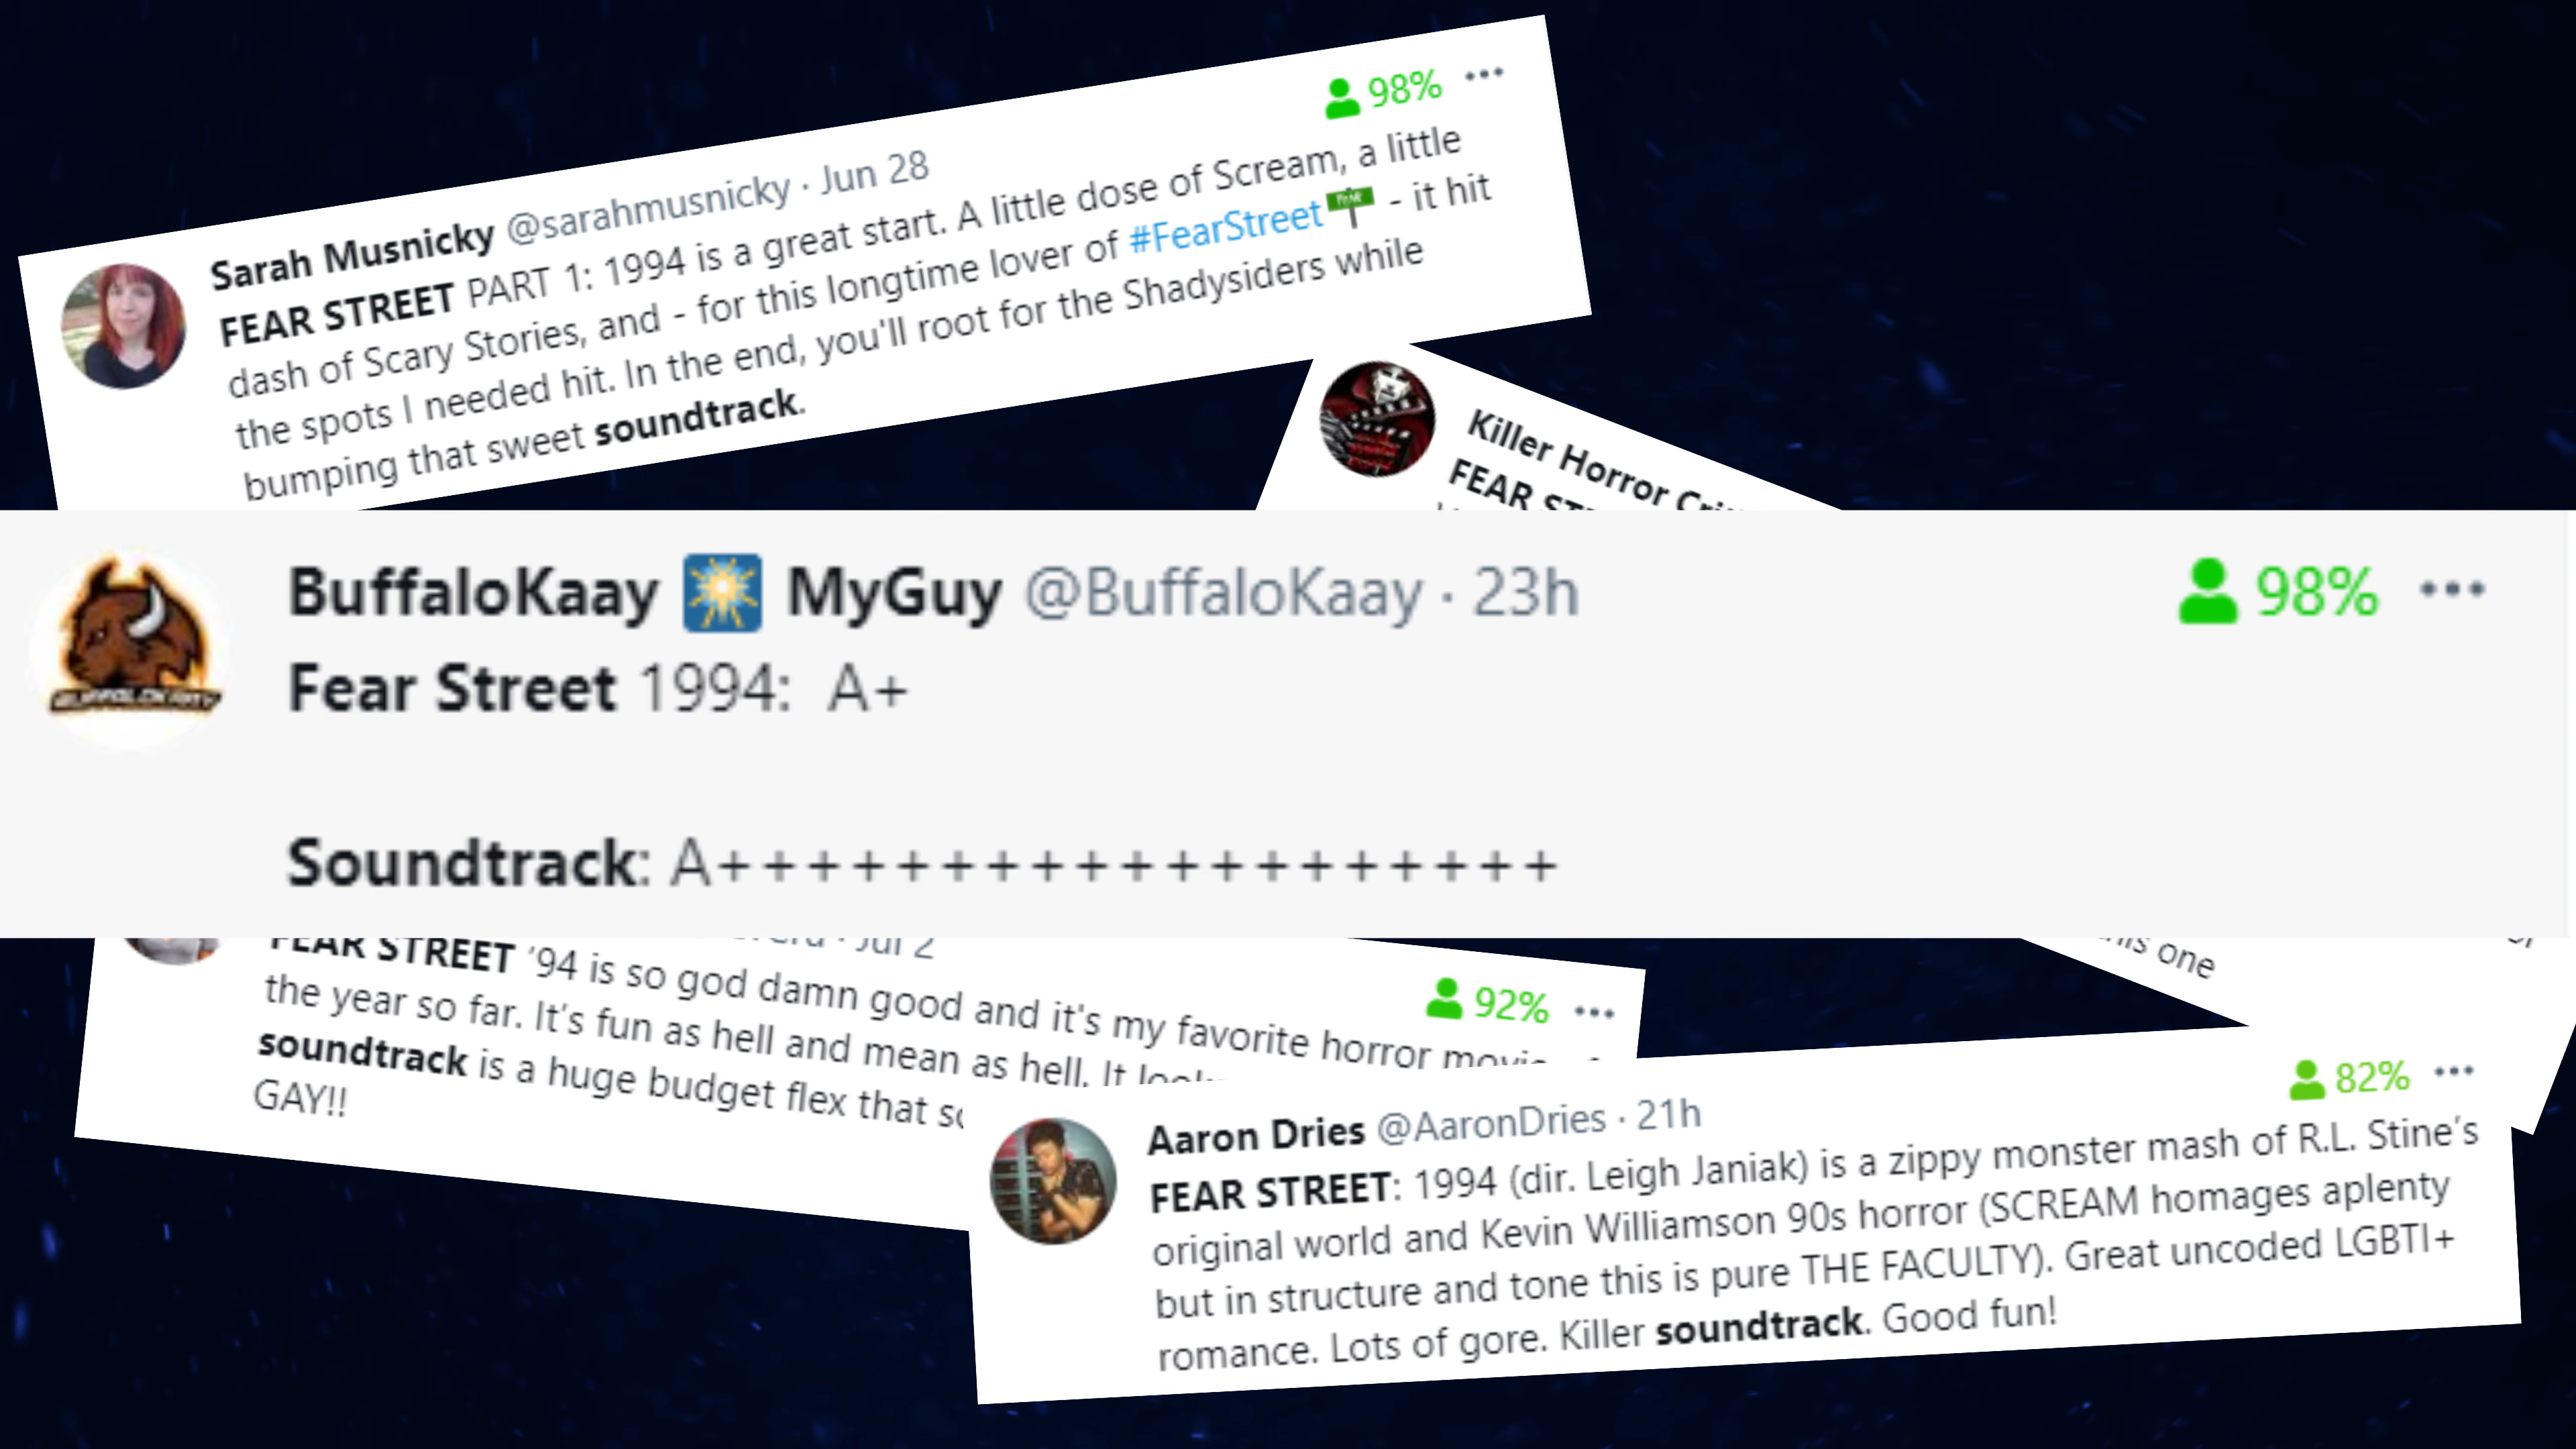 98%
Sarah Musnicky @sarahmusnicky · Jun 28
FEAR STREET PART 1: 1994 is a great start. A little dose of Scream, a little
dash of Scary Stories, and - for this longtime lover of #FearStreet - it hit
the spots I needed hit. In the end, you'll root for the Shadysiders while
bumping that sweet soundtrack.
Killer Horror
FEAR
BuffaloKaay MyGuy @BuffaloKaay · 23h
98%
Fear Street 1994: A+
Soundtrack: A+++++++++++++++++++
Jul 2
92%
FEAR STREET '94 is so god damn good and it's my favorite horror movie
the year so far. It's fun as hell and mean as hell. It
soundtrack is a huge budget flex that
GAY!!
one
82%
Aaron Dries @AaronDries · 21h
FEAR STREET: 1994 (dir. Leigh Janiak) is a zippy monster mash of R.L. Stine's
original world and Kevin Williamson 90s horror (SCREAM homages aplenty
but in structure and tone this is pure THE FACULTY). Great uncoded LGBTI+
romance. Lots of gore. Killer soundtrack. Good fun!